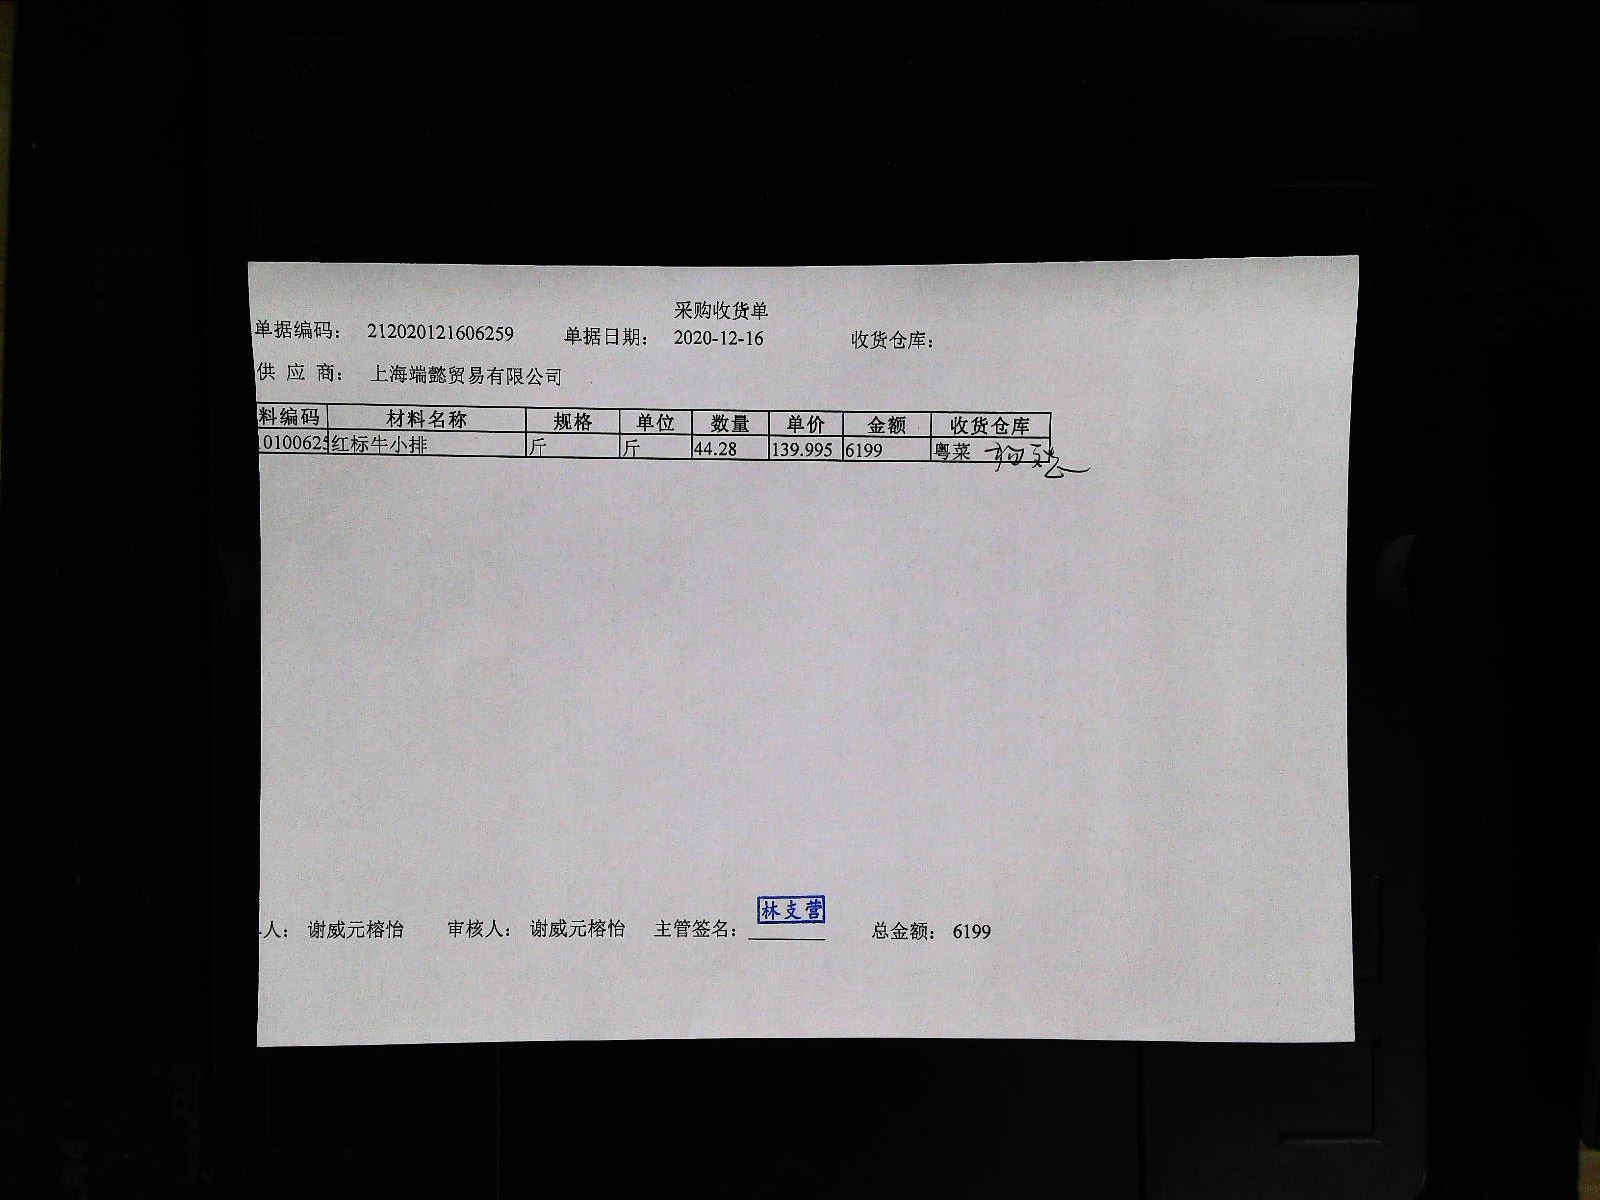 采购收货单
单据编码： 212020121606259 单据日期： 2020-12-16 收货仓库：
供 应 商： 上海端懿贸易有限公司
料编码 材料名称 规格 单位 数量 单价 金额 收货仓库
0100625 红标牛小排 斤 斤 44.28 139.995 6199 粤菜
人： 谢威元榕怡 审核人： 谢威元榕怡 主管签名： 林支营 总金额： 6199